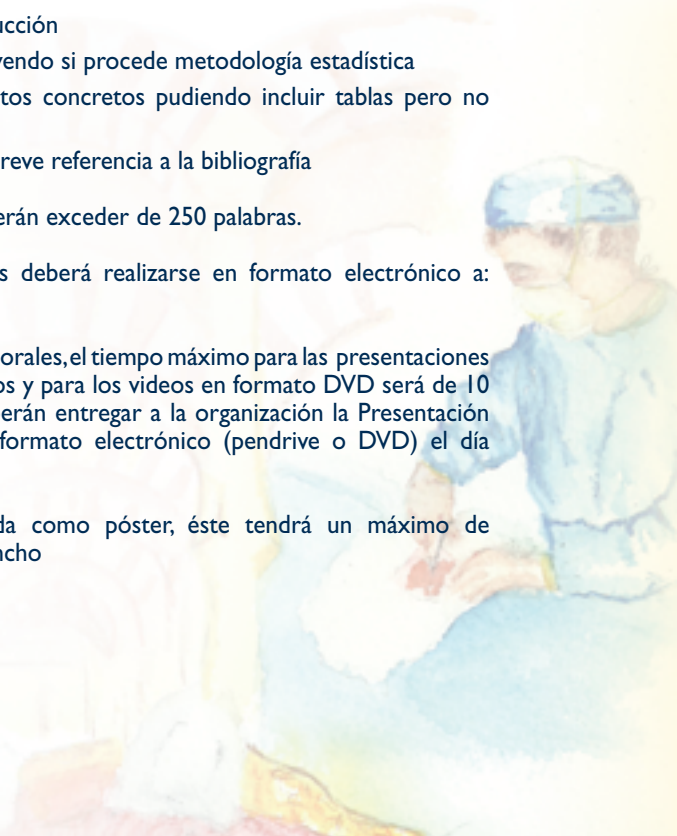 ucción
yendo si procede metodología estadística
tos concretos pudiendo incluir tablas pero no
reve referencia a la bibliografía
erán exceder de 250 palabras.
s deberá realizarse en formato electrónico a:
orales,el tiempo máximo para las presentaciones
os y para los videos en formato DVD será de 10
erán entregar a la organización la Presentación
formato electrónico (pendrive o DVD) el día
da como póster, éste tendrá un máximo de
ncho